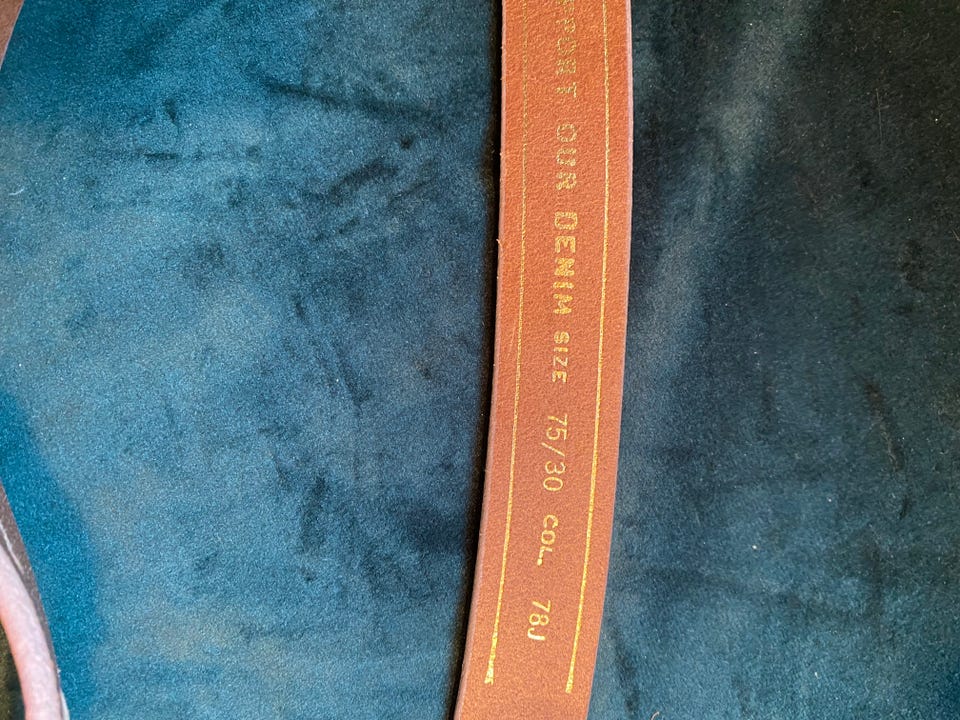 OUR DENIM SIZE 75/30 COL. 78J